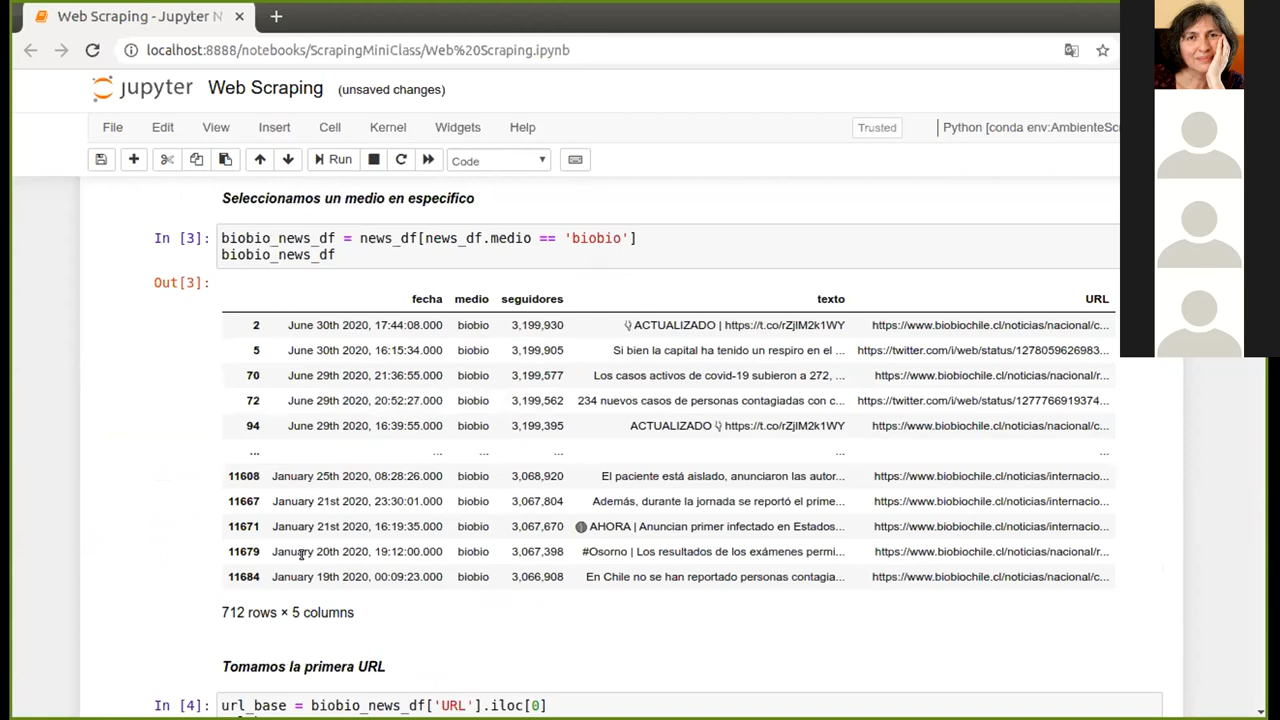 Web Scraping - Jupyter N
localhost:8888/notebooks/ScrapingMiniClass/Web%20Scraping.ipynb
jupyter Web Scraping (unsaved changes)
File Edit View Insert Cell Kernel Widgets Help Trusted Python [conda env:AmbienteSc
Run Code
Seleccionamos un medio en especifico
In [3]: biobio_news_df = news_df[news_df.medio == 'biobio']
biobio_news_df
Out[3]:
fecha medio seguidores texto URL
2 June 30th 2020, 17:44:08.000 biobio 3,199,930 ACTUALIZADO | https://t.co/rZjlM2k1WY https://www.biobiochile.cl/noticias/nacional/c...
5 June 30th 2020, 16:15:34.000 biobio 3,199,905 Si bien la capital ha tenido un respiro en el ... https://twitter.com/i/web/status/1278059626983...
70 June 29th 2020, 21:36:55.000 biobio 3,199,577 Los casos activos de covid-19 subieron a 272, ... https://www.biobiochile.cl/noticias/nacional/r...
72 June 29th 2020, 20:52:27.000 biobio 3,199,562 234 nuevos casos de personas contagiadas con c... https://twitter.com/i/web/status/1277766919374...
94 June 29th 2020, 16:39:55.000 biobio 3,199,395 ACTUALIZADO https://t.co/rZjlM2k1WY https://www.biobiochile.cl/noticias/nacional/c...
... ... ... ... ... ...
11608 January 25th 2020, 08:28:26.000 biobio 3,068,920 El paciente está aislado, anunciaron las autor... https://www.biobiochile.cl/noticias/internacio...
11667 January 21st 2020, 23:30:01.000 biobio 3,067,804 Además, durante la jornada se reportó el prime... https://www.biobiochile.cl/noticias/internacio...
11671 January 21st 2020, 16:19:35.000 biobio 3,067,670 AHORA | Anuncian primer infectado en Estados... https://www.biobiochile.cl/noticias/internacio...
11679 January 20th 2020, 19:12:00.000 biobio 3,067,398 #Osorno | Los resultados de los exámenes permi... https://www.biobiochile.cl/noticias/nacional/r...
11684 January 19th 2020, 00:09:23.000 biobio 3,066,908 En Chile no se han reportado personas contagia... https://www.biobiochile.cl/noticias/nacional/c...
712 rows × 5 columns
Tomamos la primera URL
In [4]: url_base = biobio_news_df['URL'].iloc[0]